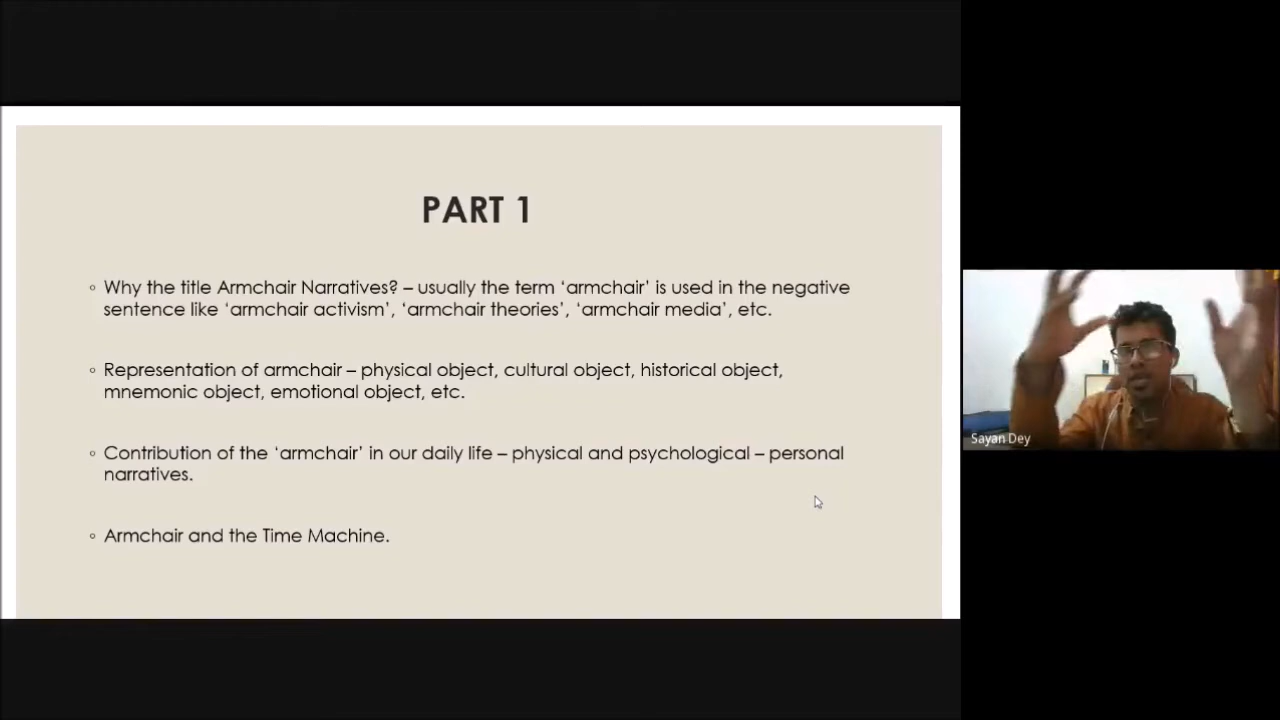 PART 1
◦ Why the title Armchair Narratives? – usually the term ‘armchair’ is used in the negative
sentence like ‘armchair activism’, ‘armchair theories’, ‘armchair media’, etc.
◦ Representation of armchair – physical object, cultural object, historical object,
mnemonic object, emotional object, etc.
◦ Contribution of the ‘armchair’ in our daily life – physical and psychological – personal
narratives.
◦ Armchair and the Time Machine.
Sayan Dey